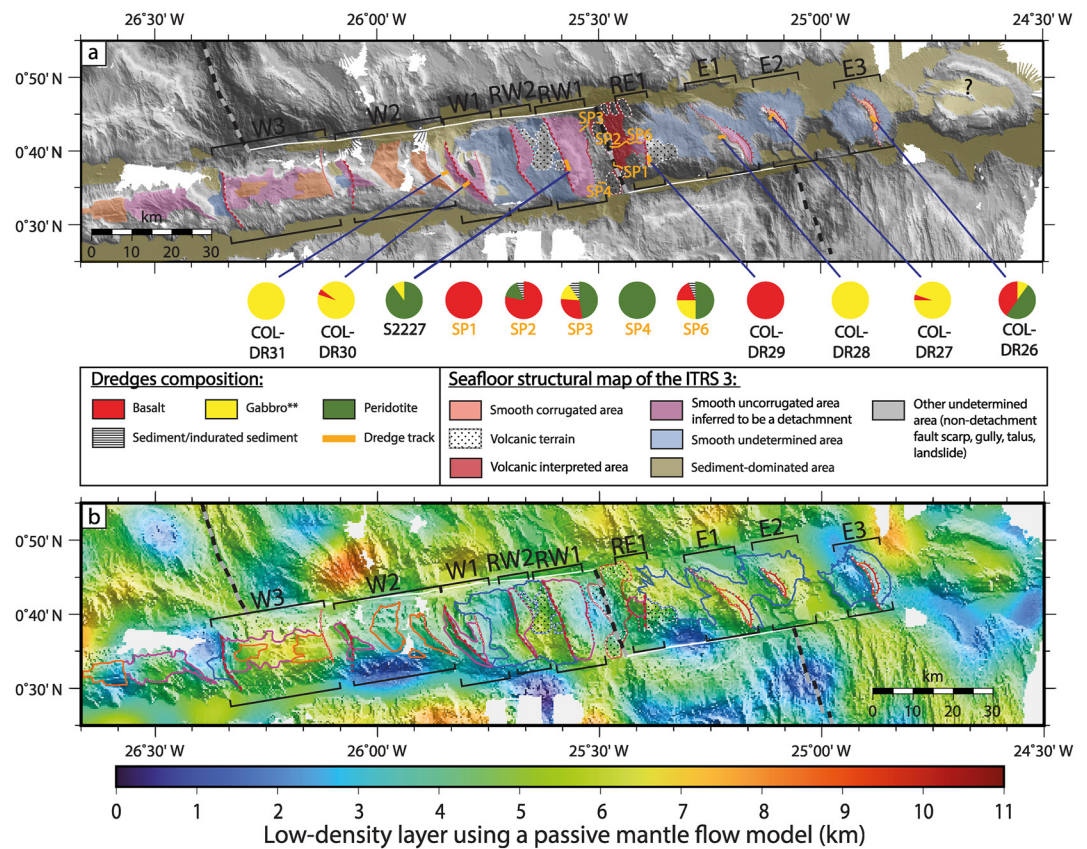 26°30' W 26°00' W 25°30' W 25°00' W 24°30' W
a
0°50' N
0°40' N
0°30' N
W3 W2 W1 RW2 RW1 RE1 E1 E2 E3
?
SP3
SP2 SP6
SP1
SP4
km
0 10 20 30
COL-DR31
COL-DR30
S2227
SP1
SP2
SP3
SP4
SP6
COL-DR29
COL-DR28
COL-DR27
COL-DR26
Dredges composition:
Basalt Gabbro** Peridotite
Sediment/indurated sediment Dredge track
Seafloor structural map of the ITRS 3:
Smooth corrugated area
Volcanic terrain
Volcanic interpreted area
Smooth uncorrugated area
inferred to be a detachmnent
Smooth undetermined area
Sediment-dominated area
Other undetermined
area (non-detachment
fault scarp, gully, talus,
landslide)
b
0°50' N
0°40' N
0°30' N
W3 W2 W1 RW2 RW1 RE1 E1 E2 E3
km
0 10 20 30
26°30' W 26°00' W 25°30' W 25°00' W 24°30' W
0 1 2 3 4 5 6 7 8 9 10 11
Low-density layer using a passive mantle flow model (km)